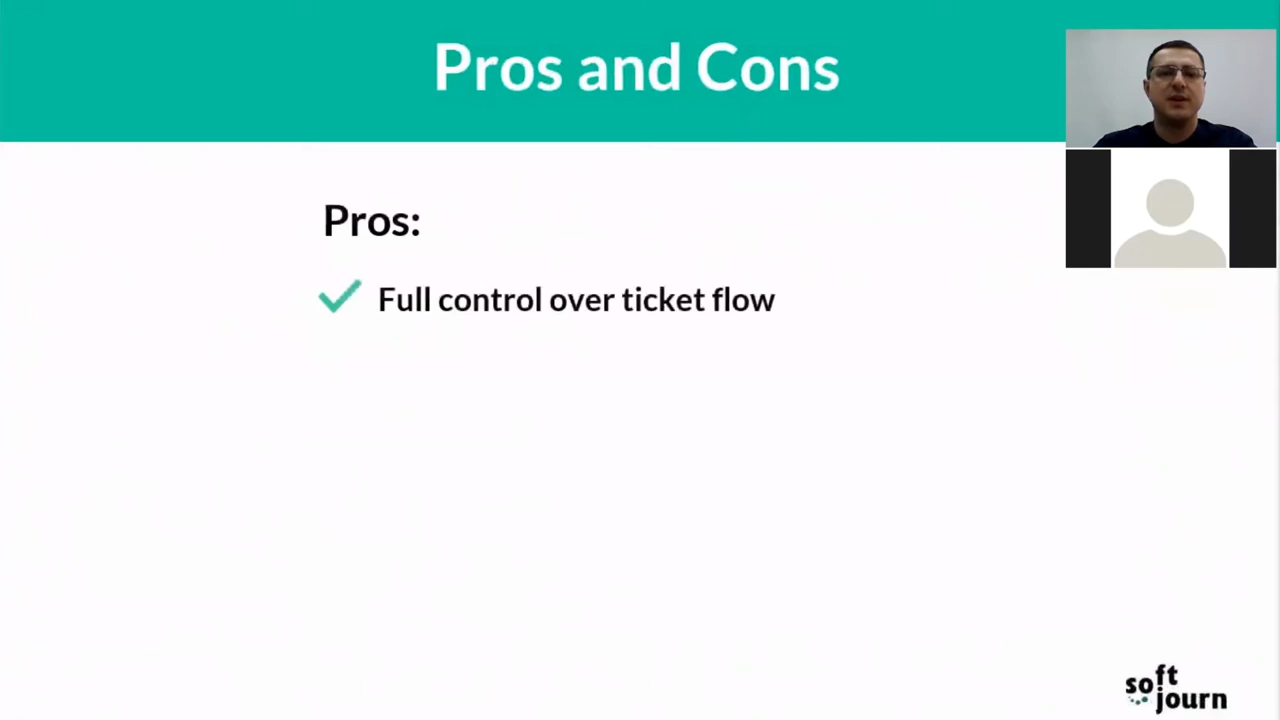 Pros and Cons
Pros:
Full control over ticket flow
soft
journ